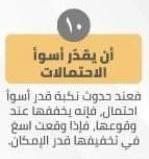 ١٠
أن يقدّر أسوأ
الاحتمالات
فعند حدوث نكبة قدر أسوأ
احتمال، فإنه يخففها عند
وقوعها، فإذا وقعت اسعَ
في تخفيفها قدر الإمكان.